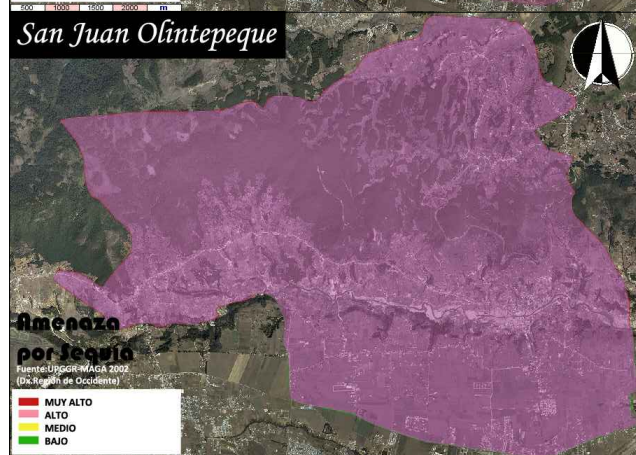 500 1000 1500 2000 m
San Juan Olintepeque
Amenaza
por Sequía
Fuente:UPGGR-MAGA 2002
(Dx.Región de Occidente)
MUY ALTO
ALTO
MEDIO
BAJO